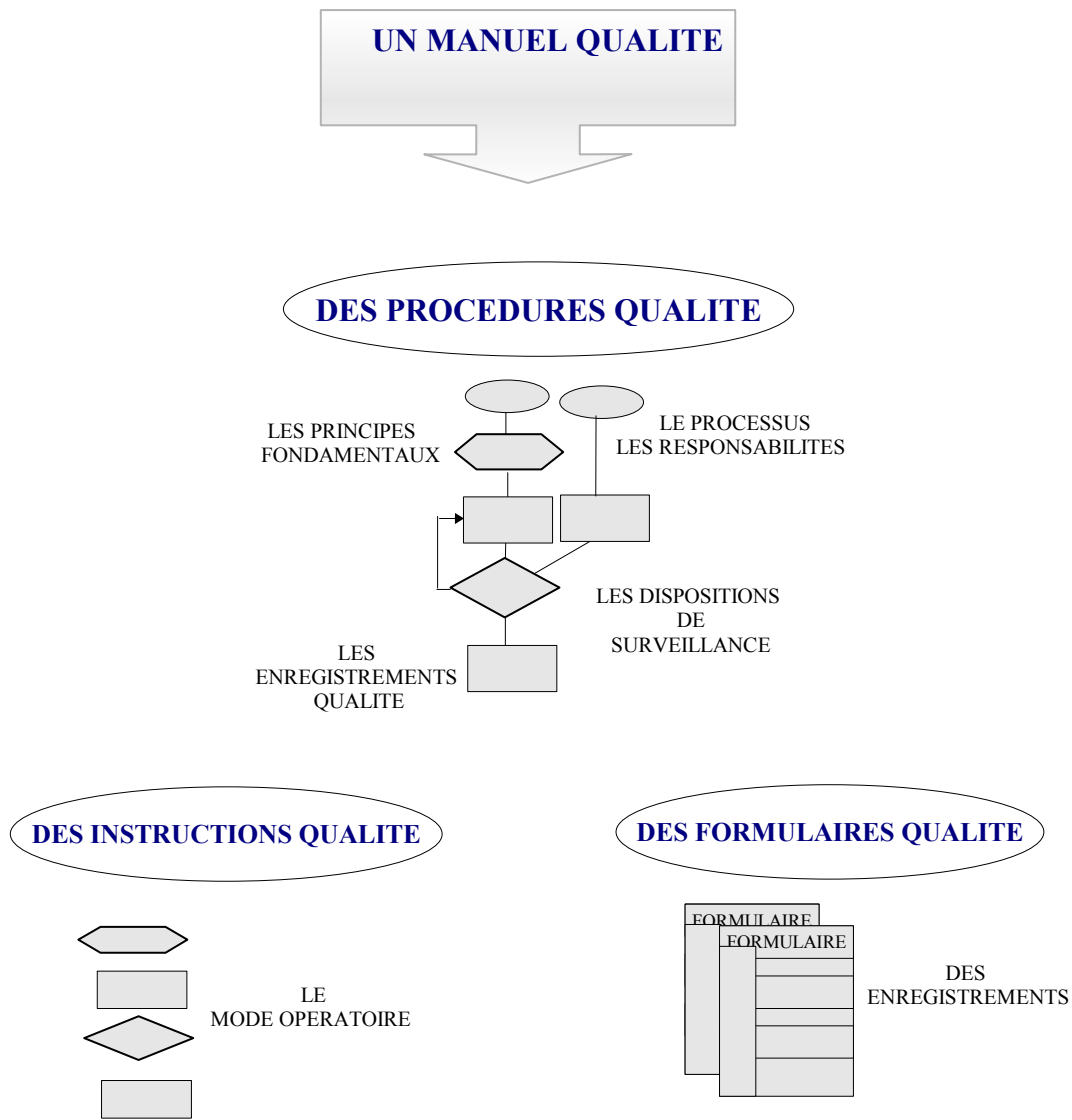 UN MANUEL QUALITE
DES PROCEDURES QUALITE
LES PRINCIPES
FONDAMENTAUX
LE PROCESSUS
LES RESPONSABILITES
LES DISPOSITIONS
DE
SURVEILLANCE
LES
ENREGISTREMENTS
QUALITE
DES INSTRUCTIONS QUALITE
DES FORMULAIRES QUALITE
LE
MODE OPERATOIRE
FORMULAIRE
FORMULAIRE
DES
ENREGISTREMENTS